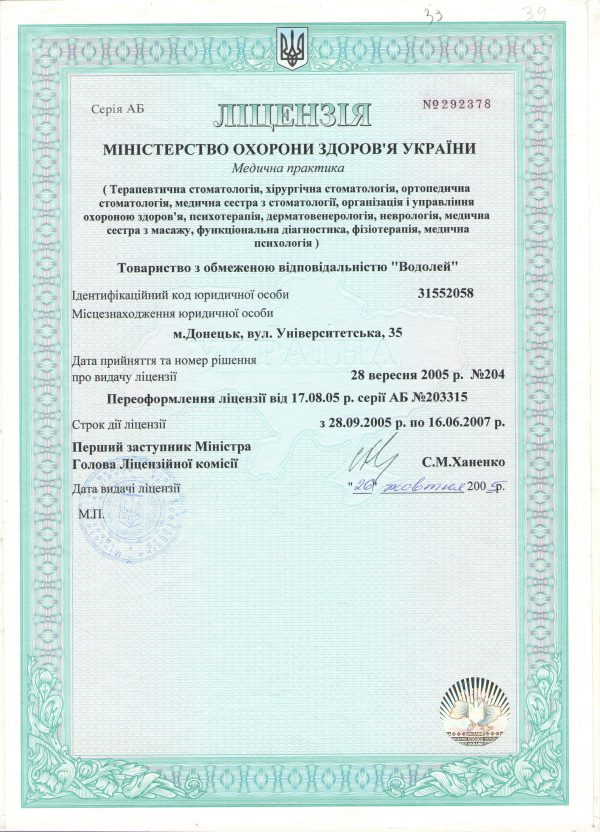 33 39
Серія АБ
№292378
ЛІЦЕНЗІЯ
МІНІСТЕРСТВО ОХОРОНИ ЗДОРОВ'Я УКРАЇНИ
Медична практика
( Терапевтична стоматологія, хірургічна стоматологія, ортопедична
стоматологія, медична сестра з стоматології, організація і управління
охороною здоров'я, психотерапія, дерматовенерологія, неврологія, медична
сестра з масажу, функціональна діагностика, фізіотерапія, медична
психологія )
Товариство з обмеженою відповідальністю "Водолей"
Ідентифікаційний код юридичної особи 31552058
Місцезнаходження юридичної особи
м.Донецьк, вул. Університетська, 35
Дата прийняття та номер рішення
про видачу ліцензії 28 вересня 2005 р. №204
Переоформлення ліцензії від 17.08.05 р. серії АБ №203315
Строк дії ліцензії з 28.09.2005 р. по 16.06.2007 р.
Перший заступник Міністра
Голова Ліцензійної комісії С.М.Ханенко
Дата видачі ліцензії "26" жовтня 2005р.
М.П.